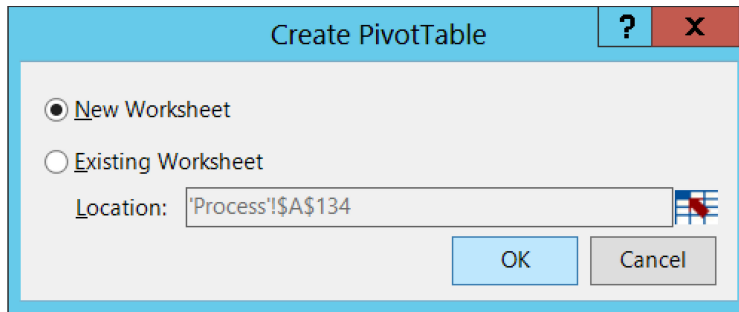 Create PivotTable
? X
New Worksheet
Existing Worksheet
Location: 'Process'!$A$134
OK Cancel